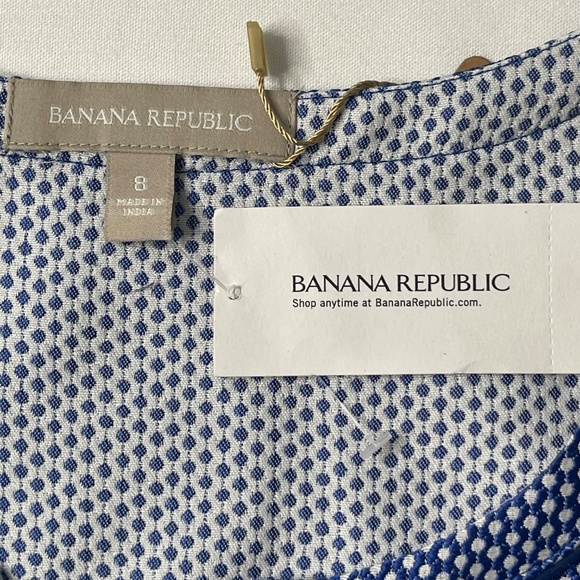 BANANA REPUBLIC
8
MADE IN
INDIA
BANANA REPUBLIC
Shop anytime at BananaRepublic.com.